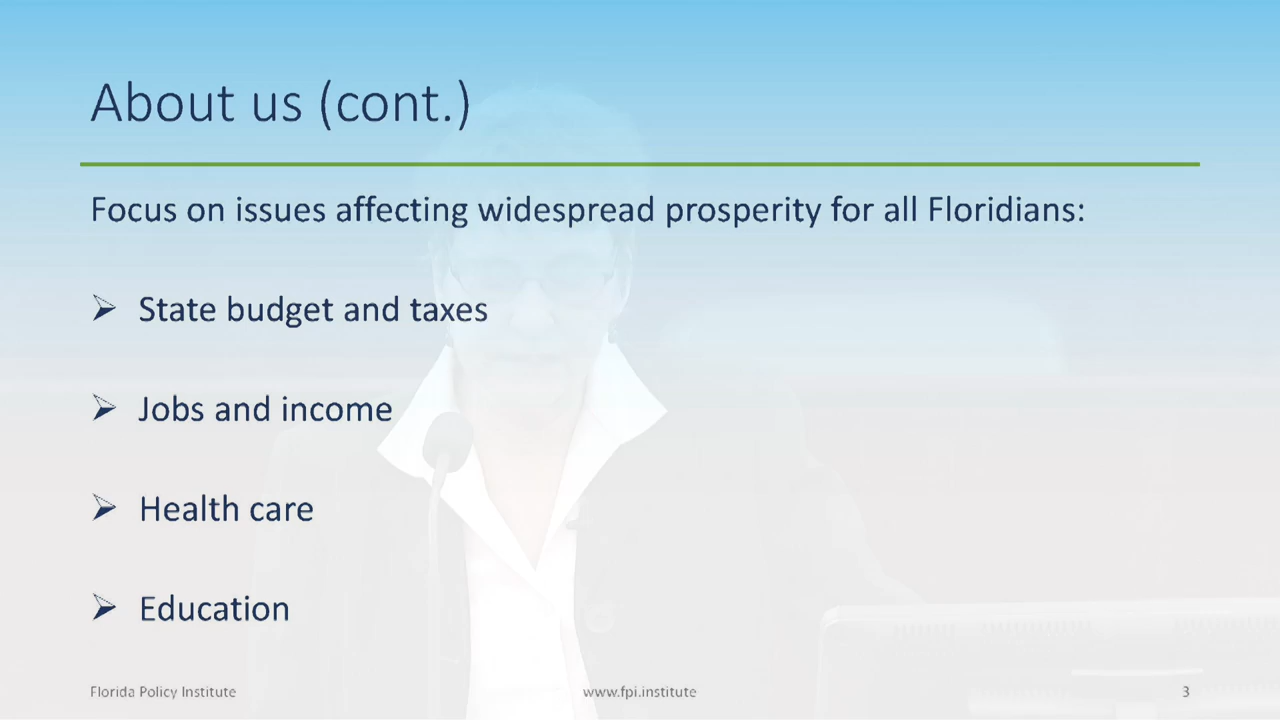 About us (cont.)
Focus on issues affecting widespread prosperity for all Floridians:
➢ State budget and taxes
➢ Jobs and income
➢ Health care
➢ Education
Florida Policy Institute
www.fpi.institute
3